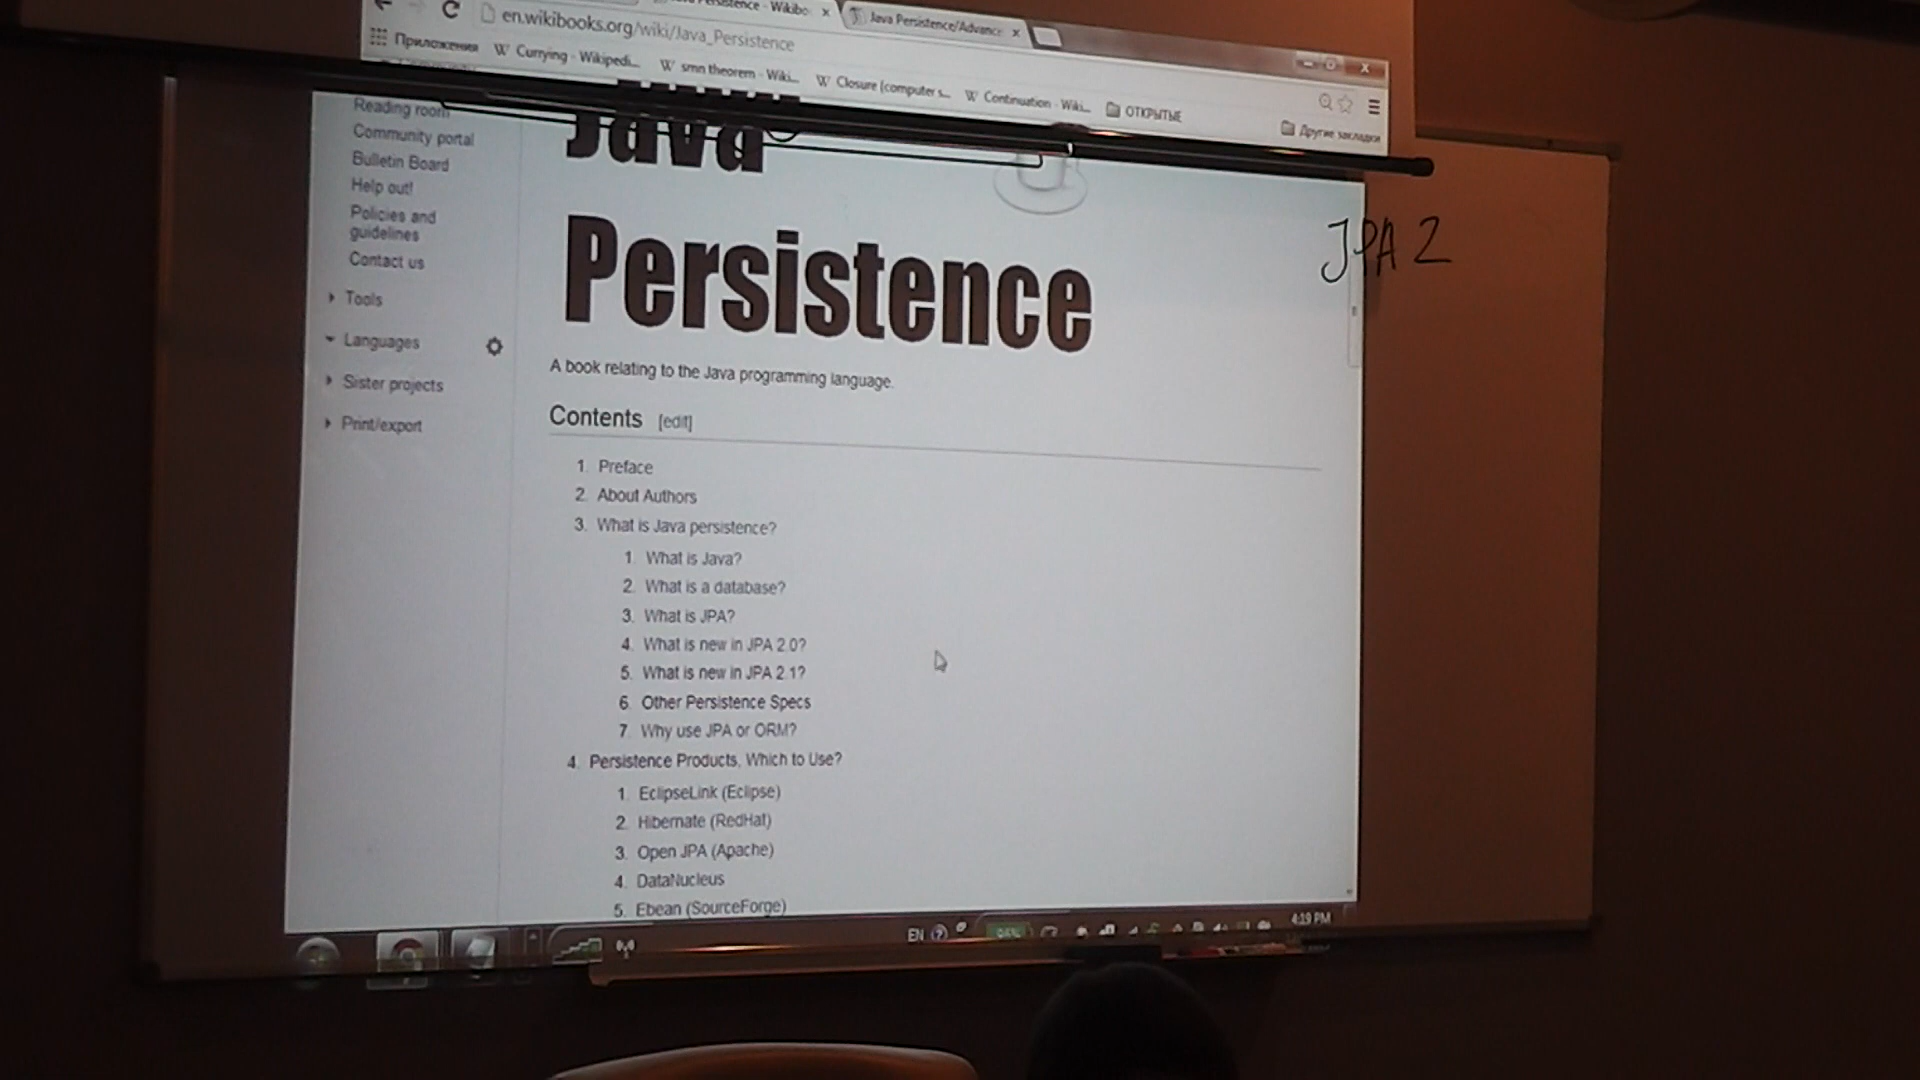 Persistence - Wikibo
Java Persistence/Advance
en.wikibooks.org/wiki/Java_Persistence
Приложения
Currying - Wikipedi...
smn theorem - Wiki...
Closure (computer s...
Continuation - Wiki...
ОТКРЫТЫЕ
Другие закладки
Reading room
Community portal
Bulletin Board
Help out!
Policies and
guidelines
Contact us
Tools
Languages
Sister projects
Print/export
Java
Persistence
JPA 2
A book relating to the Java programming language.
Contents [edit]
1. Preface
2. About Authors
3. What is Java persistence?
1. What is Java?
2. What is a database?
3. What is JPA?
4. What is new in JPA 2.0?
5. What is new in JPA 2.1?
6. Other Persistence Specs
7. Why use JPA or ORM?
4. Persistence Products, Which to Use?
1. EclipseLink (Eclipse)
2. Hibernate (RedHat)
3. Open JPA (Apache)
4. DataNucleus
5. Ebean (SourceForge)
EN
4:19 PM